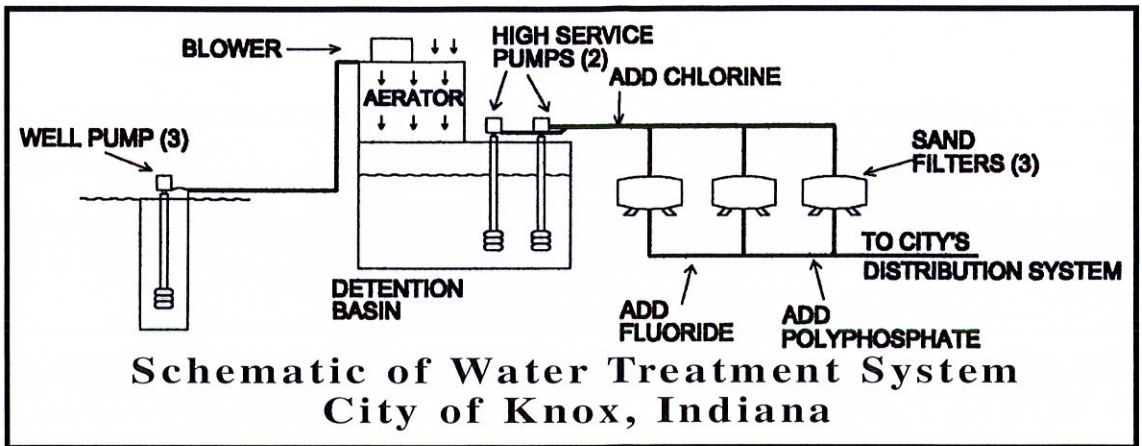 BLOWER
HIGH SERVICE
PUMPS (2)
ADD CHLORINE
AERATOR
WELL PUMP (3)
SAND
FILTERS (3)
TO CITY'S
DISTRIBUTION SYSTEM
DETENTION
BASIN
ADD
FLUORIDE
ADD
POLYPHOSPHATE
Schematic of Water Treatment System
City of Knox, Indiana